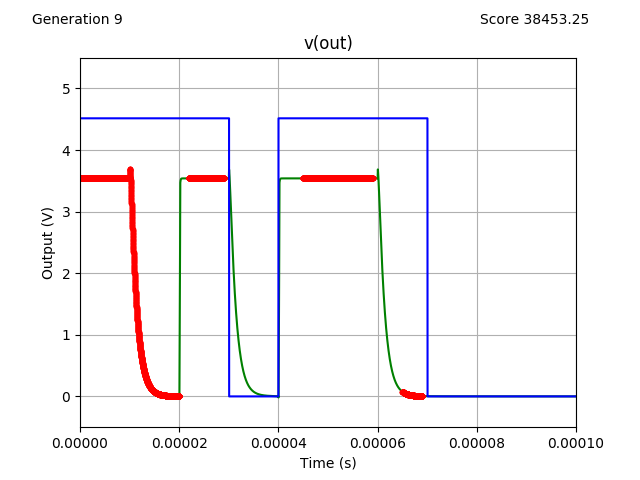 Generation 9
Score 38453.25
v(out)
Output (V)
5
4
3
2
1
0
0.00000
0.00002
0.00004
0.00006
0.00008
0.00010
Time (s)